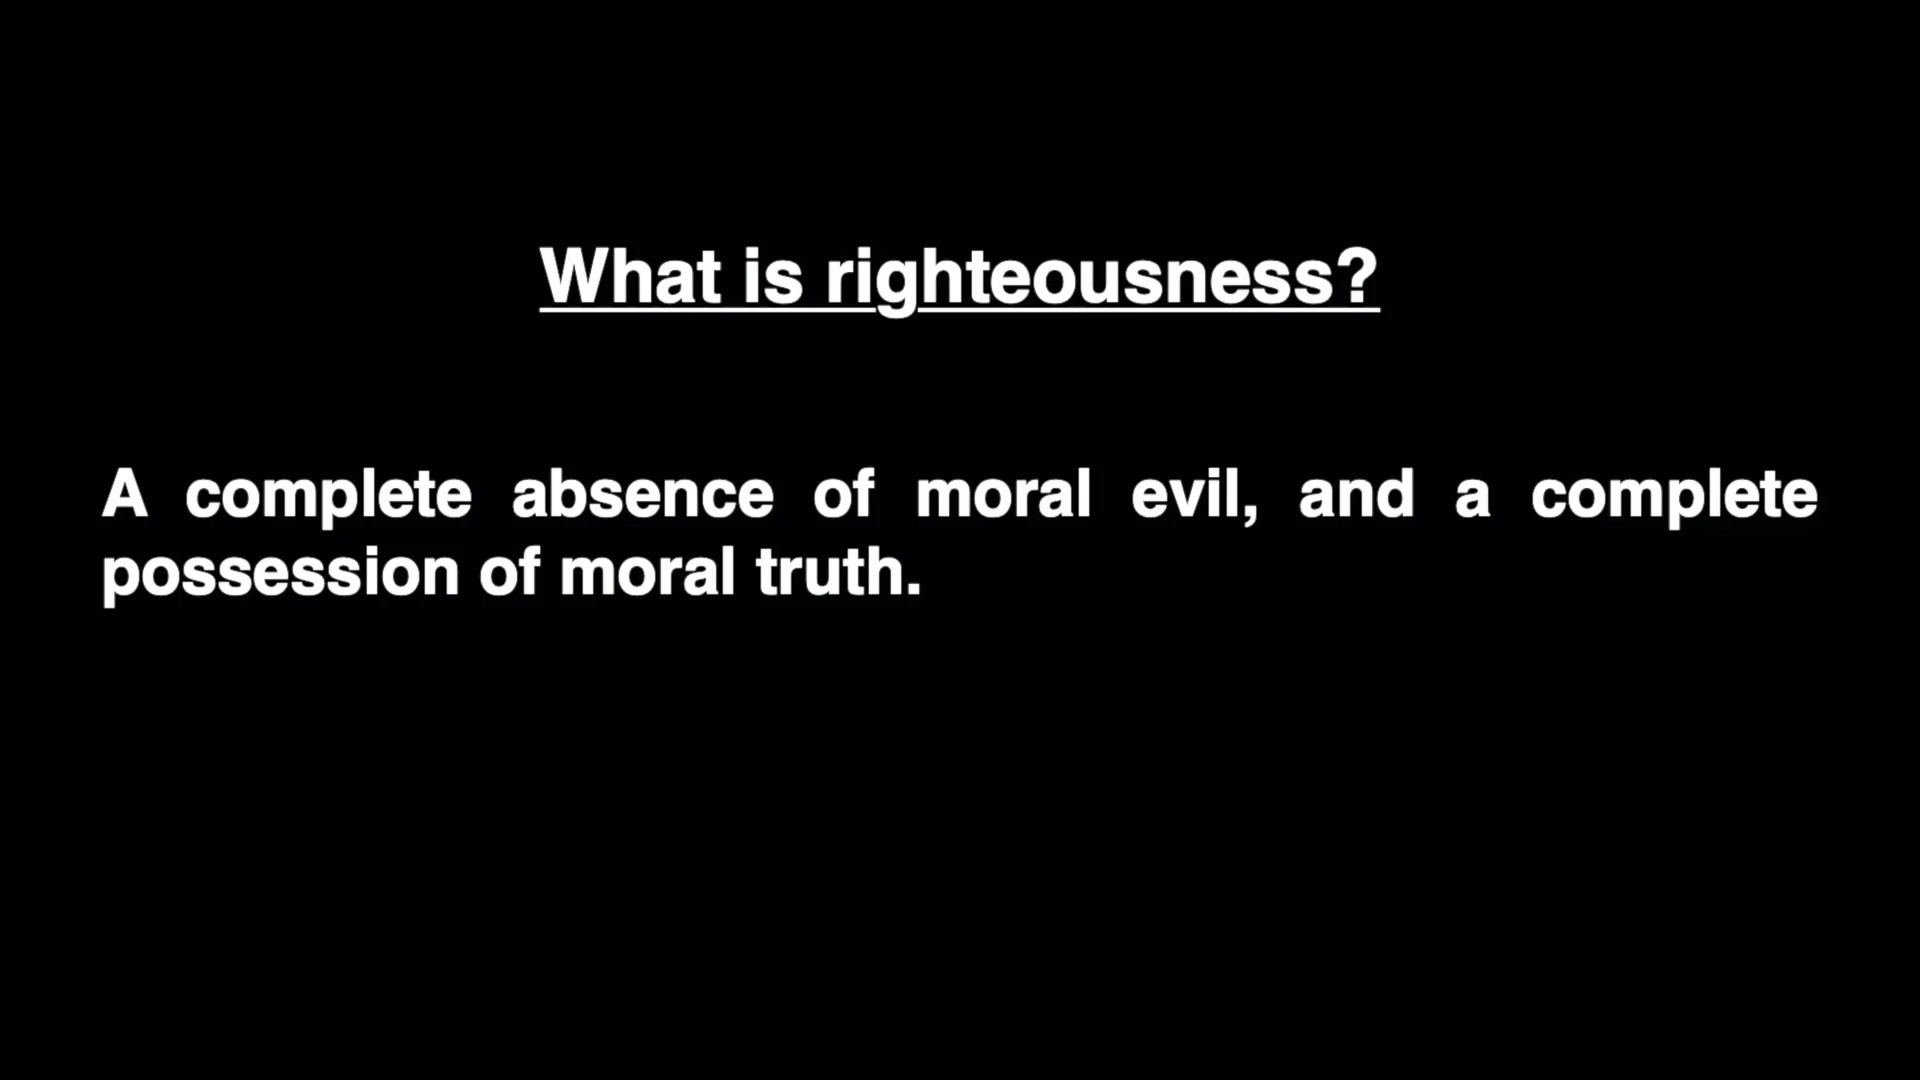 What is righteousness?
A complete absence of moral evil, and a complete
possession of moral truth.